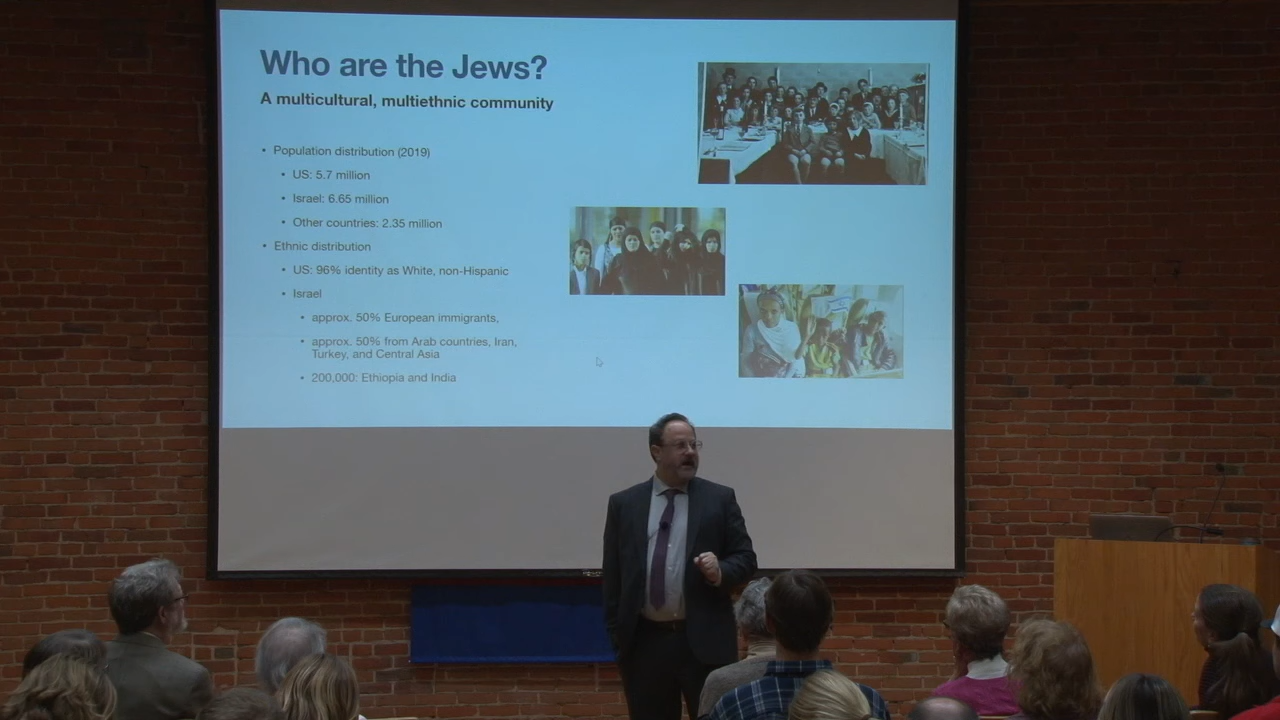 Who are the Jews?
A multicultural, multiethnic community
• Population distribution (2019)
• US: 5.7 million
• Israel: 6.65 million
• Other countries: 2.35 million
• Ethnic distribution
• US: 96% identity as White, non-Hispanic
• Israel
• approx. 50% European immigrants,
• approx. 50% from Arab countries, Iran,
Turkey, and Central Asia
• 200,000: Ethiopia and India